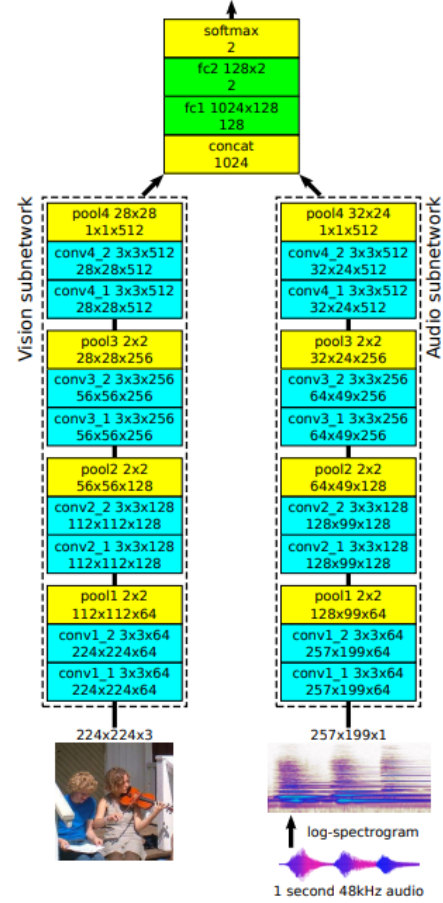 softmax
2
fc2 128x2
2
fc1 1024x128
128
concat
1024
Vision subnetwork
pool4 28x28
1x1x512
conv4_2 3x3x512
28x28x512
conv4_1 3x3x512
28x28x512
pool3 2x2
28x28x256
conv3_2 3x3x256
56x56x256
conv3_1 3x3x256
56x56x256
pool2 2x2
56x56x128
conv2_2 3x3x128
112x112x128
conv2_1 3x3x128
112x112x128
pool1 2x2
112x112x64
conv1_2 3x3x64
224x224x64
conv1_1 3x3x64
224x224x64
224x224x3
Audio subnetwork
pool4 32x24
1x1x512
conv4_2 3x3x512
32x24x512
conv4_1 3x3x512
32x24x512
pool3 2x2
32x24x256
conv3_2 3x3x256
64x49x256
conv3_1 3x3x256
64x49x256
pool2 2x2
64x49x128
conv2_2 3x3x128
128x99x128
conv2_1 3x3x128
128x99x128
pool1 2x2
128x99x64
conv1_2 3x3x64
257x199x64
conv1_1 3x3x64
257x199x64
257x199x1
log-spectrogram
1 second 48kHz audio